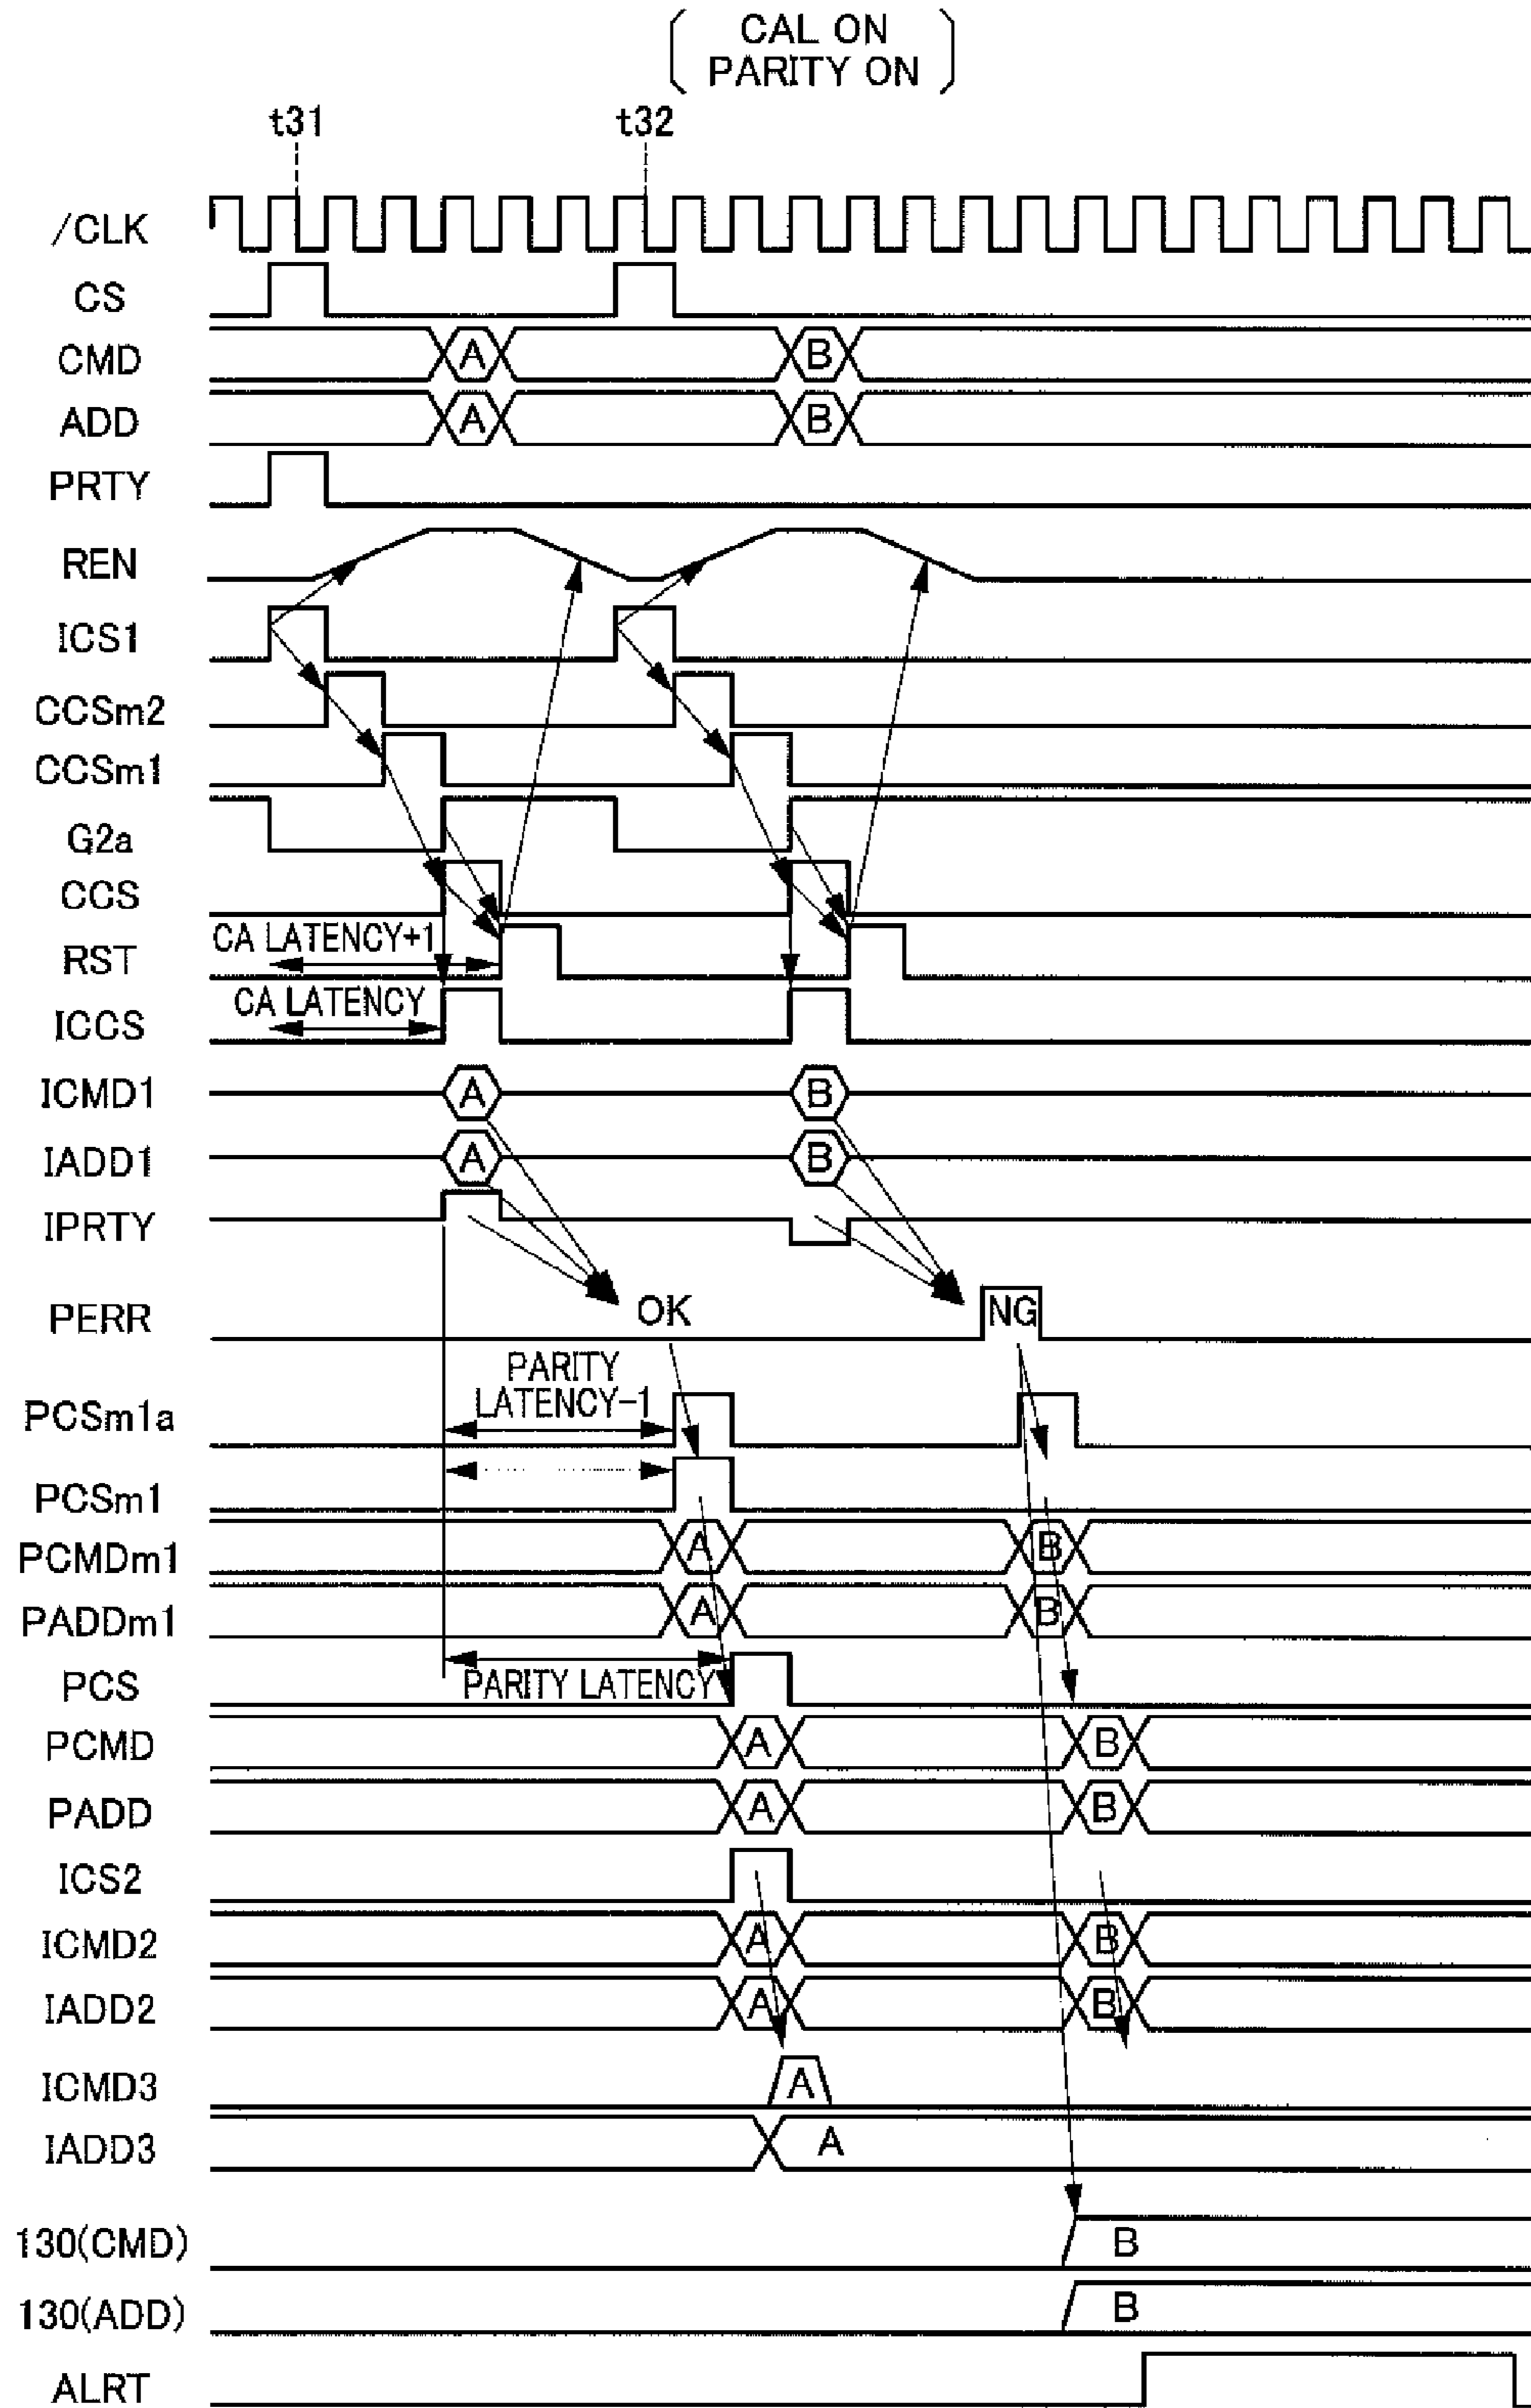 CAL ON
PARITY ON
t31 t32
/CLK
CS
CMD A B
ADD A B
PRTY
REN
ICS1
CCSm2
CCSm1
G2a
CCS
RST CA LATENCY+1
ICCS CA LATENCY
ICMD1 A B
IADD1 A B
IPRTY
PERR OK NG
PARITY
LATENCY-1
PCSm1a
PCSm1
PCMDm1 A B
PADDm1 A B
PCS PARITY LATENCY
PCMD A B
PADD A B
ICS2
ICMD2 A B
IADD2 A B
ICMD3 A
IADD3 A
130(CMD) B
130(ADD) B
ALRT